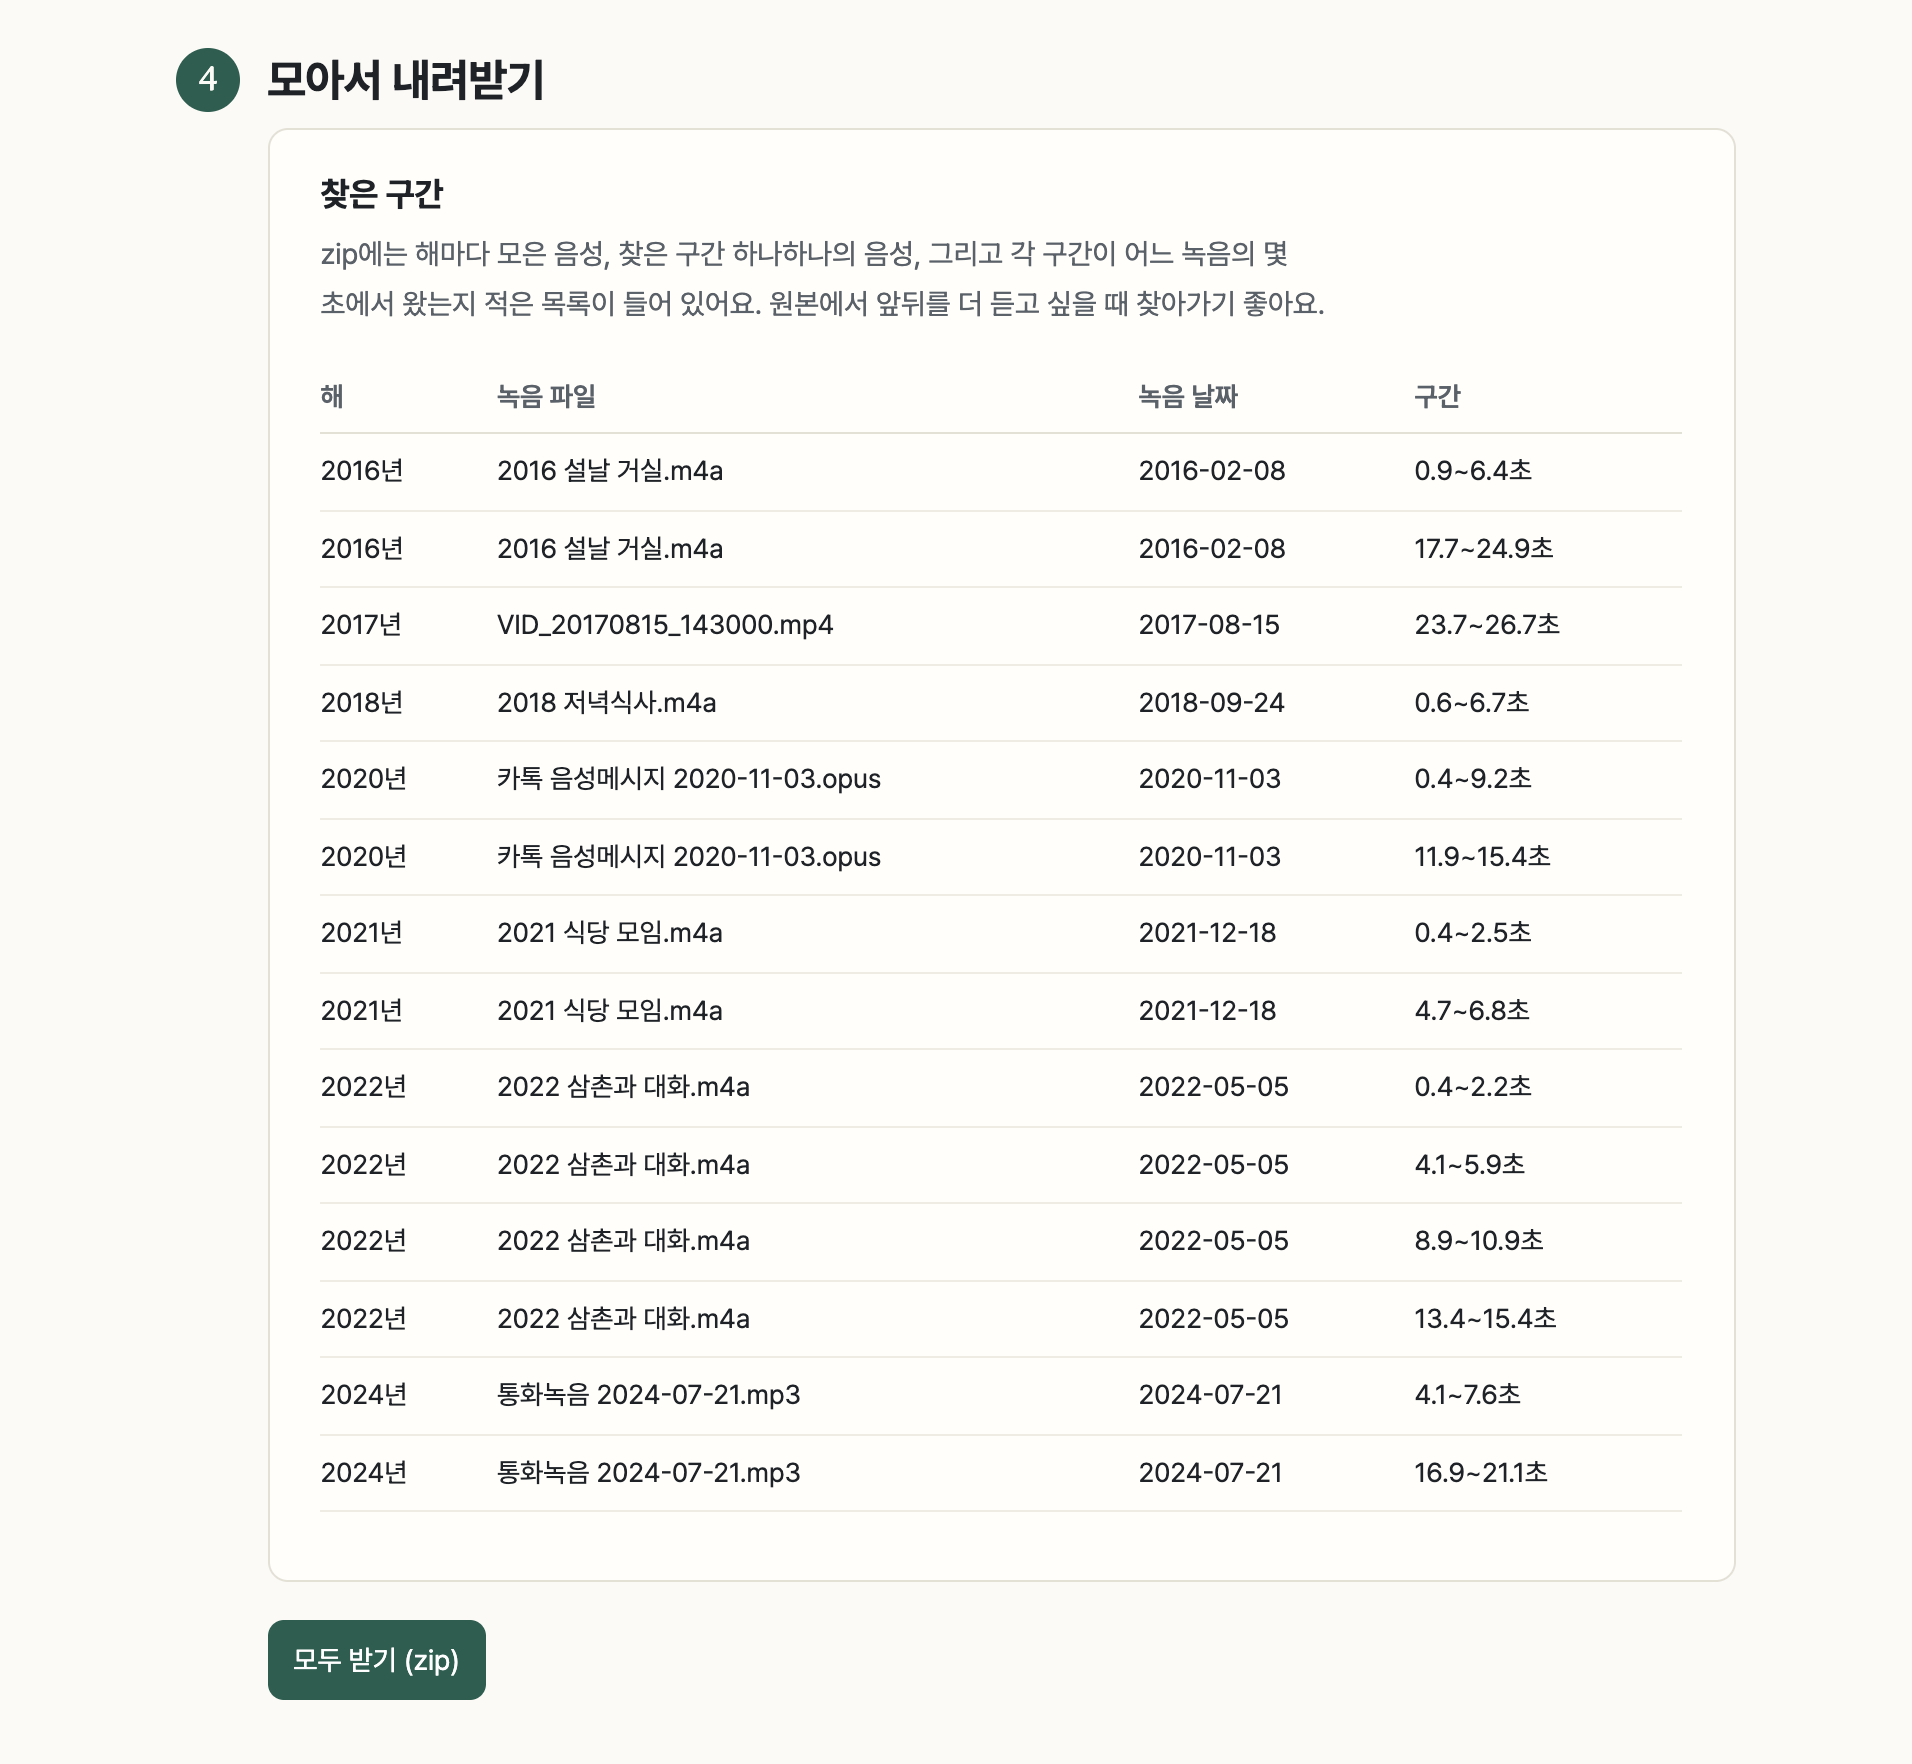 4 모아서 내려받기
찾은 구간
zip에는 해마다 모은 음성, 찾은 구간 하나하나의 음성, 그리고 각 구간이 어느 녹음의 몇
초에서 왔는지 적은 목록이 들어 있어요. 원본에서 앞뒤를 더 듣고 싶을 때 찾아가기 좋아요.
해 녹음 파일 녹음 날짜 구간
2016년 2016 설날 거실.m4a 2016-02-08 0.9~6.4초
2016년 2016 설날 거실.m4a 2016-02-08 17.7~24.9초
2017년 VID_20170815_143000.mp4 2017-08-15 23.7~26.7초
2018년 2018 저녁식사.m4a 2018-09-24 0.6~6.7초
2020년 카톡 음성메시지 2020-11-03.opus 2020-11-03 0.4~9.2초
2020년 카톡 음성메시지 2020-11-03.opus 2020-11-03 11.9~15.4초
2021년 2021 식당 모임.m4a 2021-12-18 0.4~2.5초
2021년 2021 식당 모임.m4a 2021-12-18 4.7~6.8초
2022년 2022 삼촌과 대화.m4a 2022-05-05 0.4~2.2초
2022년 2022 삼촌과 대화.m4a 2022-05-05 4.1~5.9초
2022년 2022 삼촌과 대화.m4a 2022-05-05 8.9~10.9초
2022년 2022 삼촌과 대화.m4a 2022-05-05 13.4~15.4초
2024년 통화녹음 2024-07-21.mp3 2024-07-21 4.1~7.6초
2024년 통화녹음 2024-07-21.mp3 2024-07-21 16.9~21.1초
모두 받기 (zip)